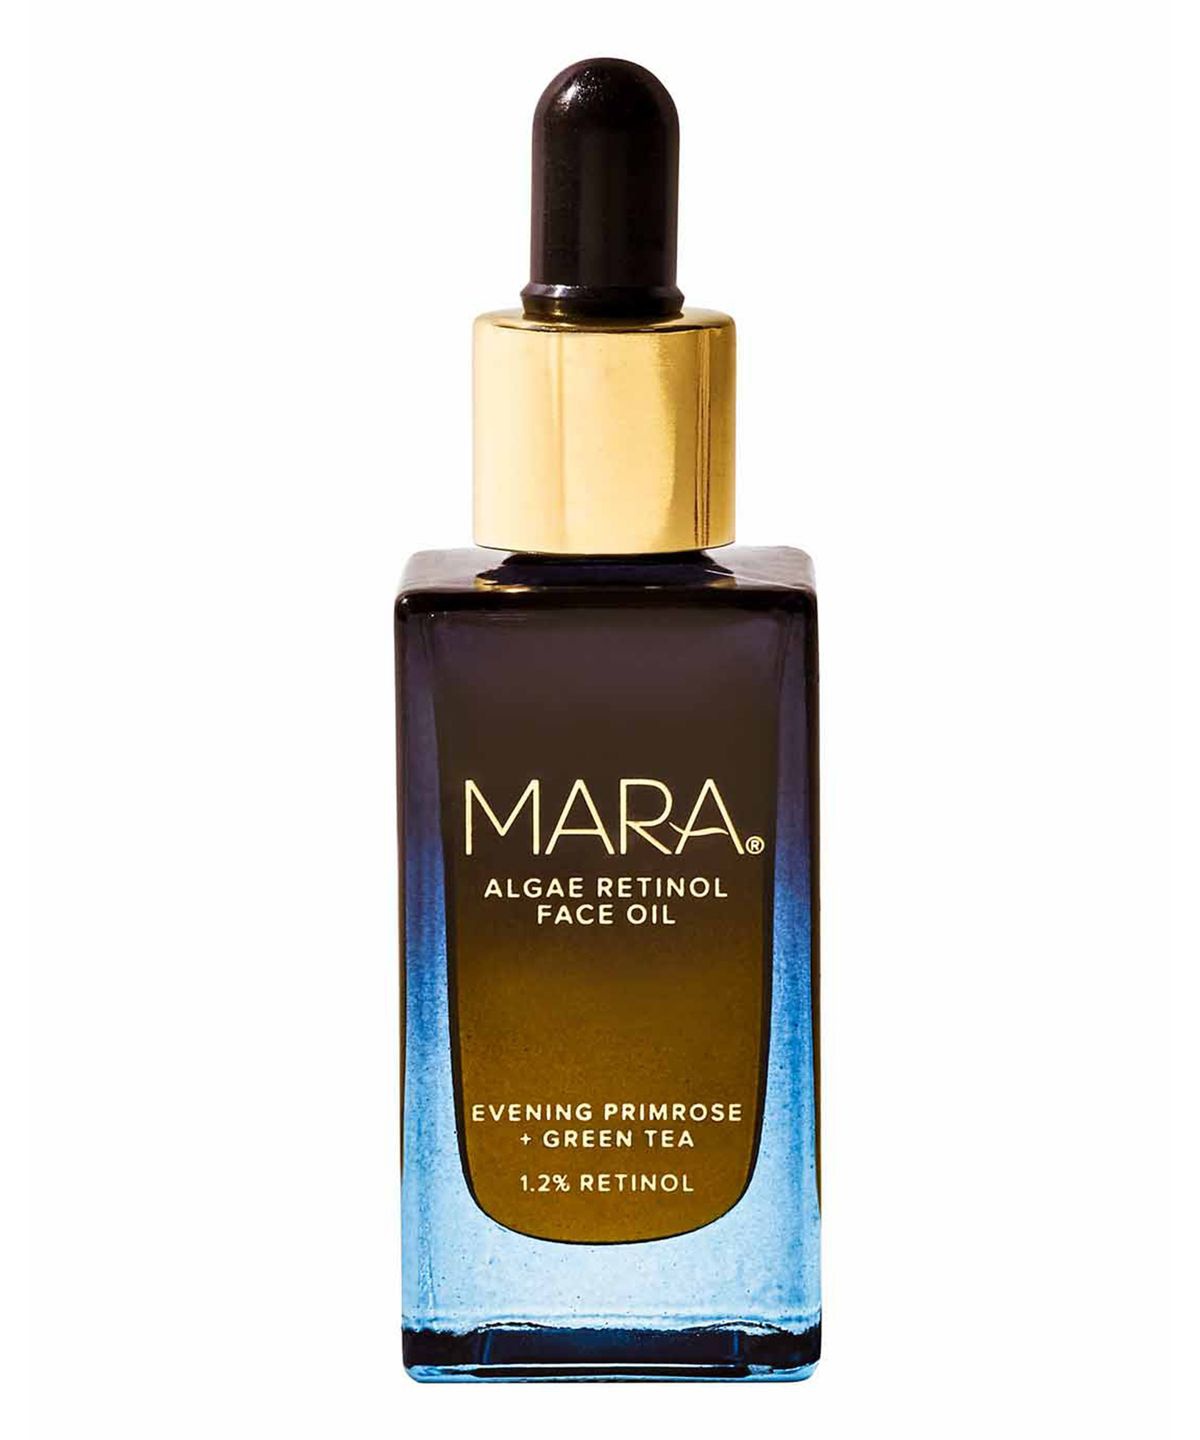 MARA®
ALGAE RETINOL
FACE OIL
EVENING PRIMROSE
+ GREEN TEA
1.2% RETINOL